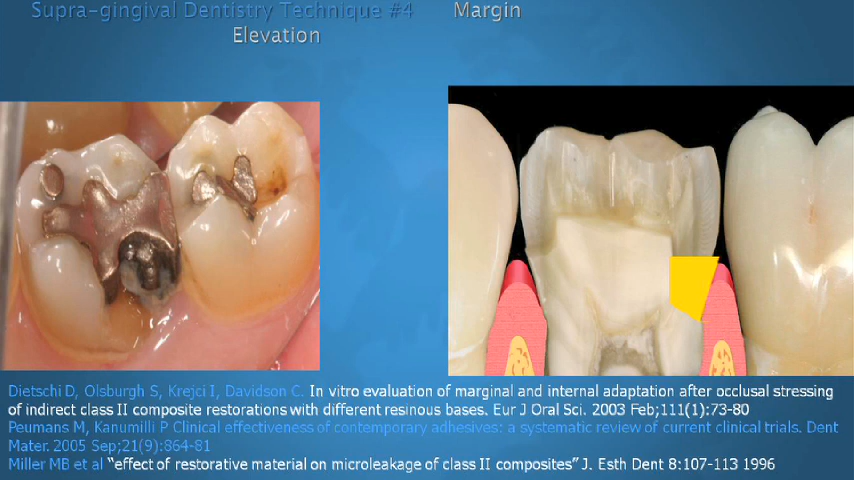 Supra-gingival Dentistry Technique #4 Margin
Elevation
Dietschi D, Olsburgh S, Krejci I, Davidson C. In vitro evaluation of marginal and internal adaptation after occlusal stressing
of indirect class II composite restorations with different resinous bases. Eur J Oral Sci. 2003 Feb;111(1):73-80
Peumans M, Kanumilli P Clinical effectiveness of contemporary adhesives: a systematic review of current clinical trials. Dent
Mater. 2005 Sep;21(9):864-81
Miller MB et al “effect of restorative material on microleakage of class II composites” J. Esth Dent 8:107-113 1996